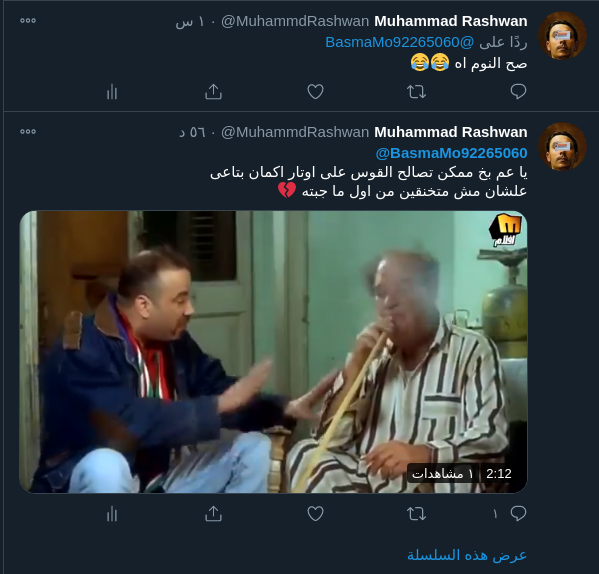 Muhammad Rashwan @MuhammdRashwan · ١ س
ردًا على @BasmaMo92265060
صح النوم اه 😂😂
Muhammad Rashwan @MuhammdRashwan · ٥٦ د
@BasmaMo92265060
يا عم بخ ممكن تصالح القوس على اوتار اكمان بتاعى
علشان مش متخنقين من اول ما جبته 💔
افلام
2:12 ١ مشاهدات
١
عرض هذه السلسلة